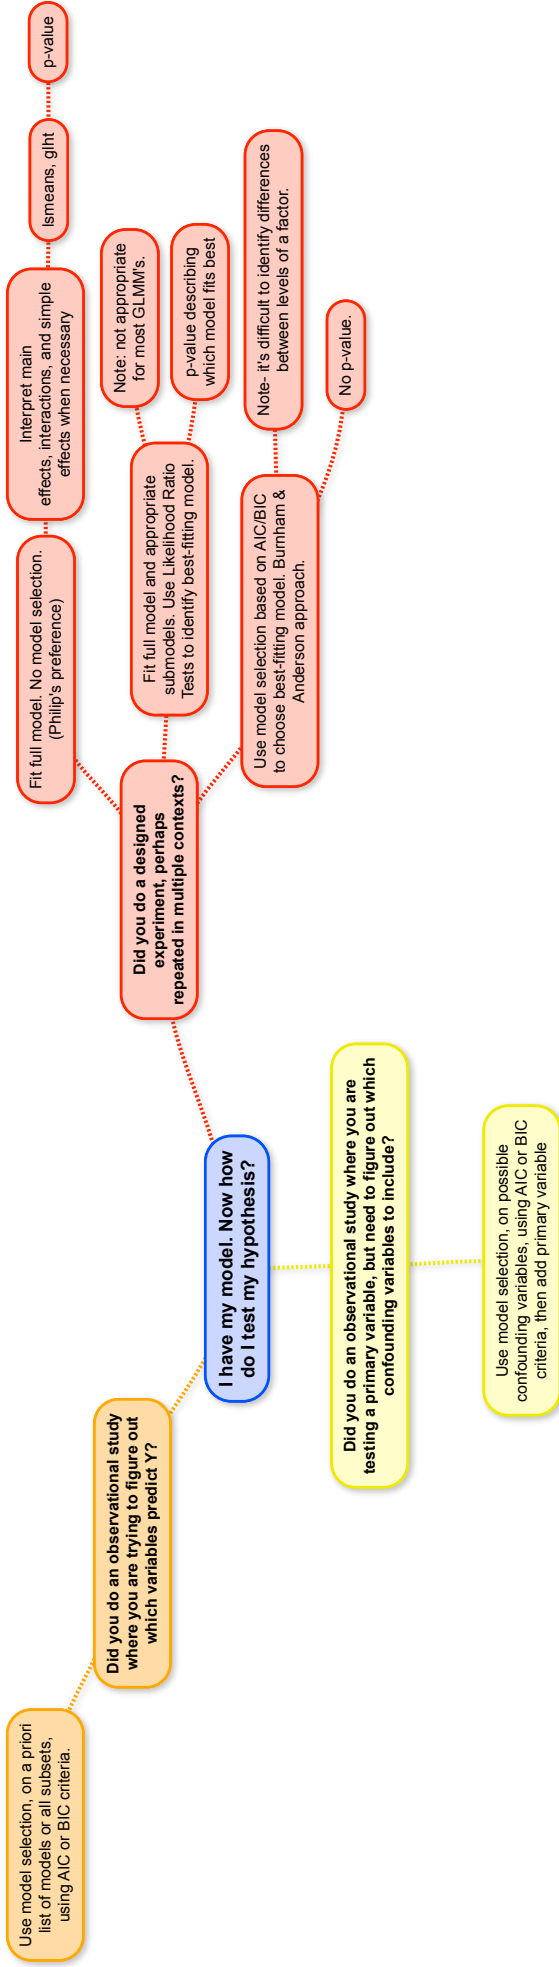 I have my model. Now how
do I test my hypothesis?
Did you do a designed
experiment, perhaps
repeated in multiple contexts?
Fit full model. No model selection.
(Philip's preference)
Interpret main
effects, interactions, and simple
effects when necessary
lsmeans, glht
p-value
Fit full model and appropriate
submodels. Use Likelihood Ratio
Tests to identify best-fitting model.
Note: not appropriate
for most GLMM's.
p-value describing
which model fits best
Use model selection based on AIC/BIC
to choose best-fitting model. Burnham &
Anderson approach.
Note- it's difficult to identify differences
between levels of a factor.
No p-value.
Did you do an observational study where you are
testing a primary variable, but need to figure out which
confounding variables to include?
Use model selection, on possible
confounding variables, using AIC or BIC
criteria, then add primary variable
Did you do an observational study
where you are trying to figure out
which variables predict Y?
Use model selection, on a priori
list of models or all subsets,
using AIC or BIC criteria.